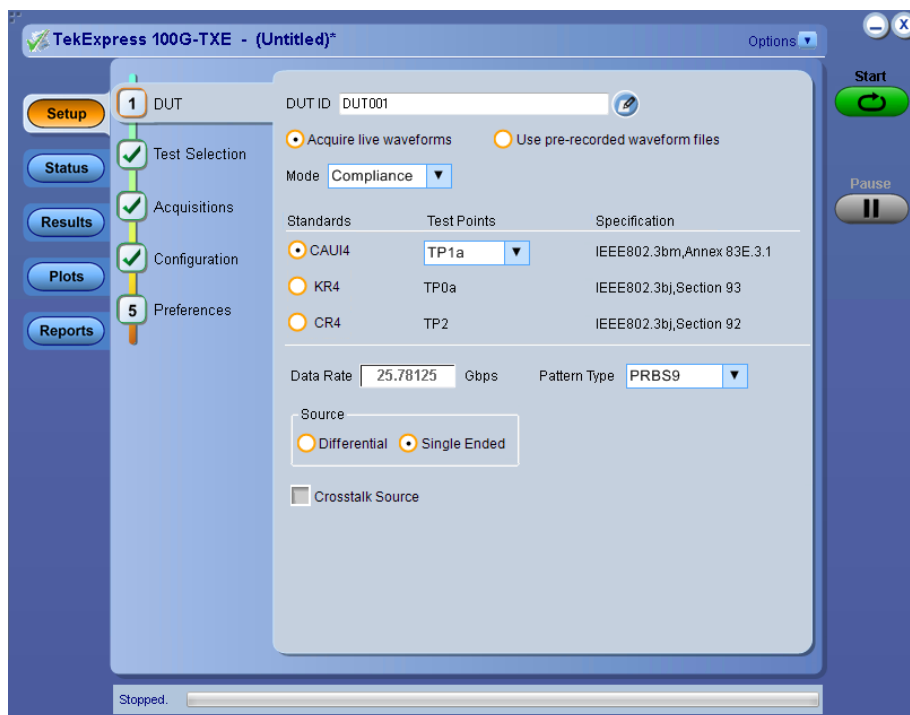 TekExpress 100G-TXE - (Untitled)*
Options
Start
Pause
Setup
Status
Results
Plots
Reports
1 DUT
Test Selection
Acquisitions
Configuration
5 Preferences
DUT ID DUT001
Acquire live waveforms Use pre-recorded waveform files
Mode Compliance
Standards Test Points Specification
CAUI4 TP1a IEEE802.3bm,Annex 83E.3.1
KR4 TP0a IEEE802.3bj,Section 93
CR4 TP2 IEEE802.3bj,Section 92
Data Rate 25.78125 Gbps Pattern Type PRBS9
Source
Differential Single Ended
Crosstalk Source
Stopped.